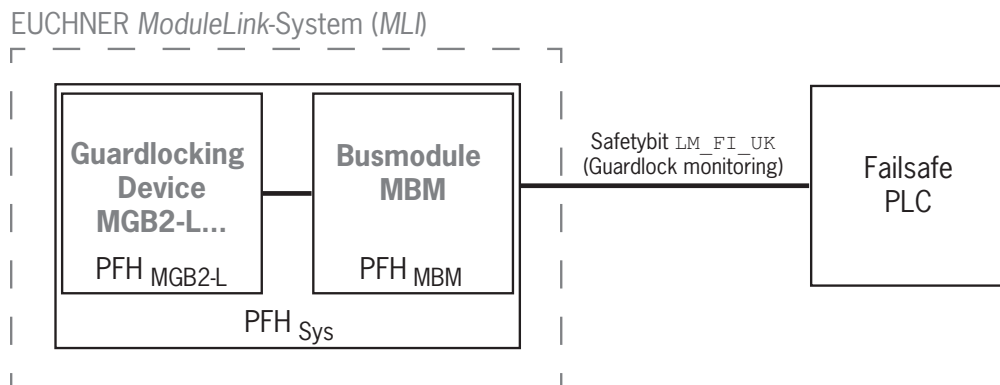 EUCHNER ModuleLink-System (MLI)
Guardlocking
Device
MGB2-L...
PFH MGB2-L
Busmodule
MBM
PFH MBM
PFH Sys
Safetybit LM_FI_UK
(Guardlock monitoring)
Failsafe
PLC